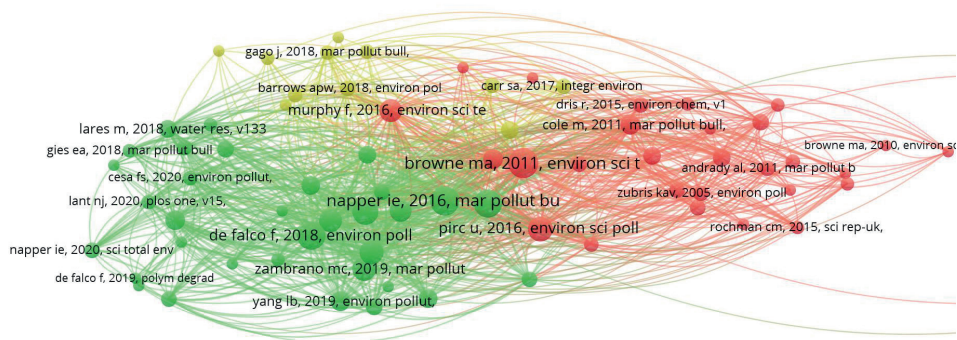 gago j, 2018, mar pollut bull,
barrows apw, 2018, environ pol
carr sa, 2017, integr environ
murphy f, 2016, environ sci te
dris r, 2015, environ chem, v1
lares m, 2018, water res, v133
cole m, 2011, mar pollut bull,
gies ea, 2018, mar pollut bull
browne ma, 2010, environ sc
browne ma, 2011, environ sci t
andrady al, 2011, mar pollut b
cesa fs, 2020, environ pollut,
zubris kav, 2005, environ poll
lant nj, 2020, plos one, v15,
napper ie, 2016, mar pollut bu
pirc u, 2016, environ sci poll
rochman cm, 2015, sci rep-uk,
de falco f, 2018, environ poll
napper ie, 2020, sci total env
zambrano mc, 2019, mar pollut
de falco f, 2019, polym degrad
yang lb, 2019, environ pollut,